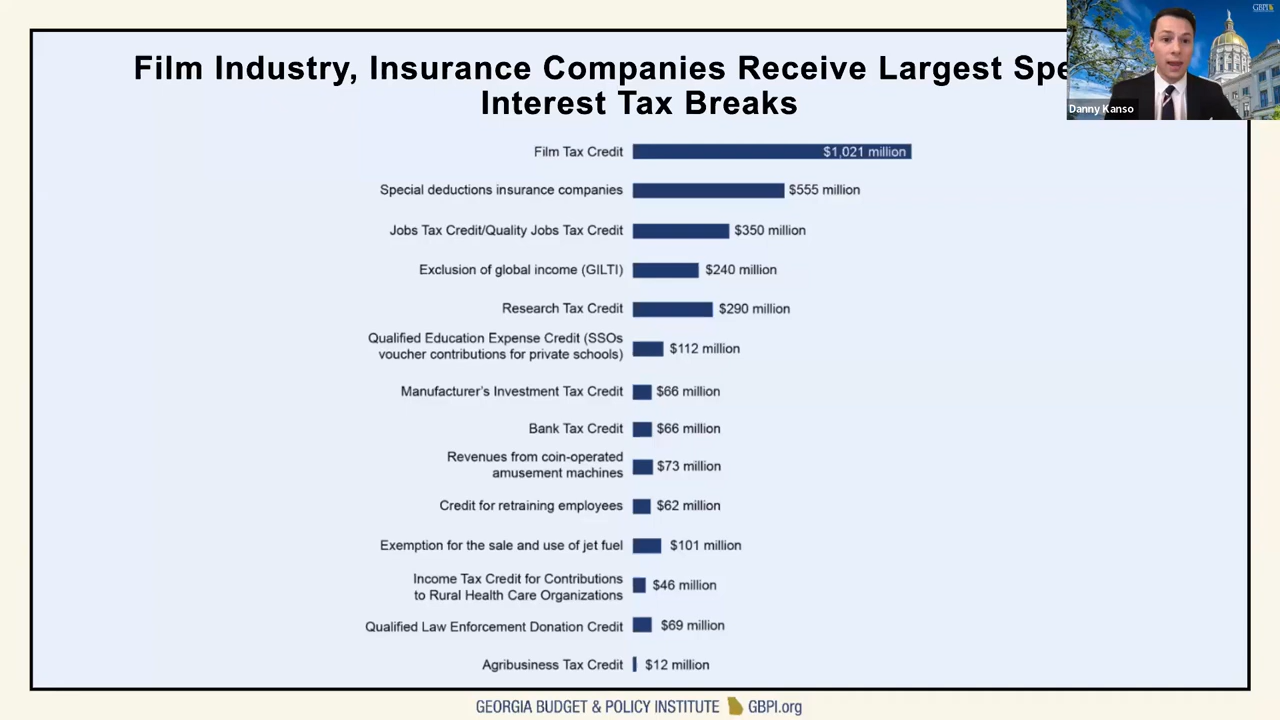 GBPI
Film Industry, Insurance Companies Receive Largest Spe
Interest Tax Breaks
Danny Kanso
Film Tax Credit $1,021 million
Special deductions insurance companies $555 million
Jobs Tax Credit/Quality Jobs Tax Credit $350 million
Exclusion of global income (GILTI) $240 million
Research Tax Credit $290 million
Qualified Education Expense Credit (SSOs
voucher contributions for private schools) $112 million
Manufacturer's Investment Tax Credit $66 million
Bank Tax Credit $66 million
Revenues from coin-operated
amusement machines $73 million
Credit for retraining employees $62 million
Exemption for the sale and use of jet fuel $101 million
Income Tax Credit for Contributions
to Rural Health Care Organizations $46 million
Qualified Law Enforcement Donation Credit $69 million
Agribusiness Tax Credit $12 million
GEORGIA BUDGET & POLICY INSTITUTE GBPI.org